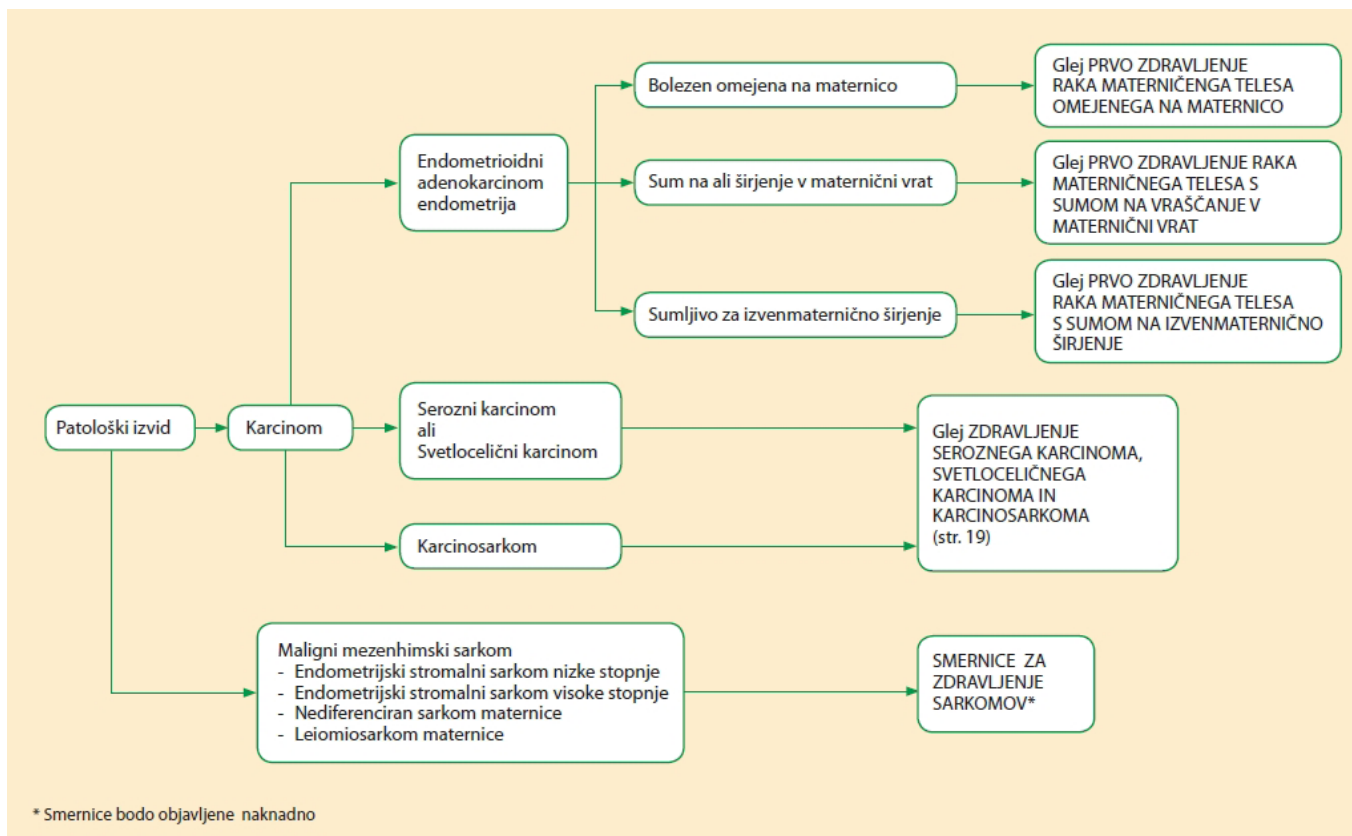 Bolezen omejena na maternico
Glej PRVO ZDRAVLJENJE
RAKA MATERNIČENGA TELESA
OMEJENEGA NA MATERNICO
Endometrioidni
adenokarcinom
endometrija
Sum na ali širjenje v maternični vrat
Glej PRVO ZDRAVLJENJE RAKA
MATERNIČNEGA TELESA S
SUMOM NA VRAŠČANJE V
MATERNIČNI VRAT
Sumljivo za izvenmaternično širjenje
Glej PRVO ZDRAVLJENJE
RAKA MATERNIČNEGA TELESA
S SUMOM NA IZVENMATERNIČNO
ŠIRJENJE
Patološki izvid
Karcinom
Serozni karcinom
ali
Svetlocelični karcinom
Karcinosarkom
Glej ZDRAVLJENJE
SEROZNEGA KARCINOMA,
SVETLOCELIČNEGA
KARCINOMA IN
KARCINOSARKOMA
(str. 19)
Maligni mezenhimski sarkom
- Endometrijski stromalni sarkom nizke stopnje
- Endometrijski stromalni sarkom visoke stopnje
- Nediferenciran sarkom maternice
- Leiomiosarkom maternice
SMERNICE ZA
ZDRAVLJENJE
SARKOMOV*
* Smernice bodo objavljene naknadno